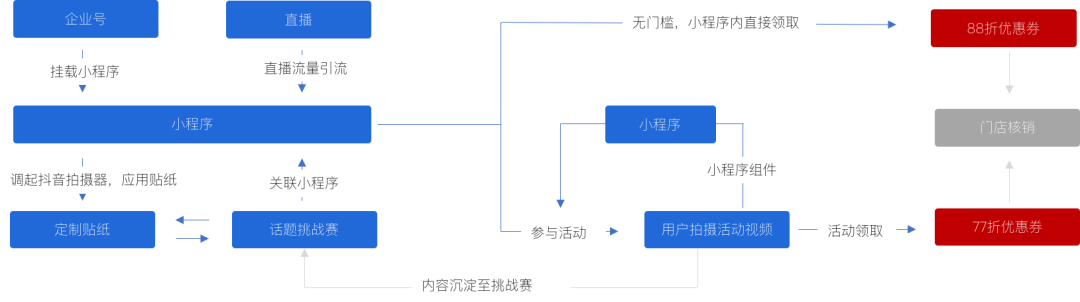 企业号
直播
无门槛，小程序内直接领取
88折优惠券
挂载小程序
直播流量引流
小程序
小程序
门店核销
调起抖音拍摄器，应用贴纸
关联小程序
小程序组件
定制贴纸
话题挑战赛
参与活动
用户拍摄活动视频
活动领取
77折优惠券
内容沉淀至挑战赛